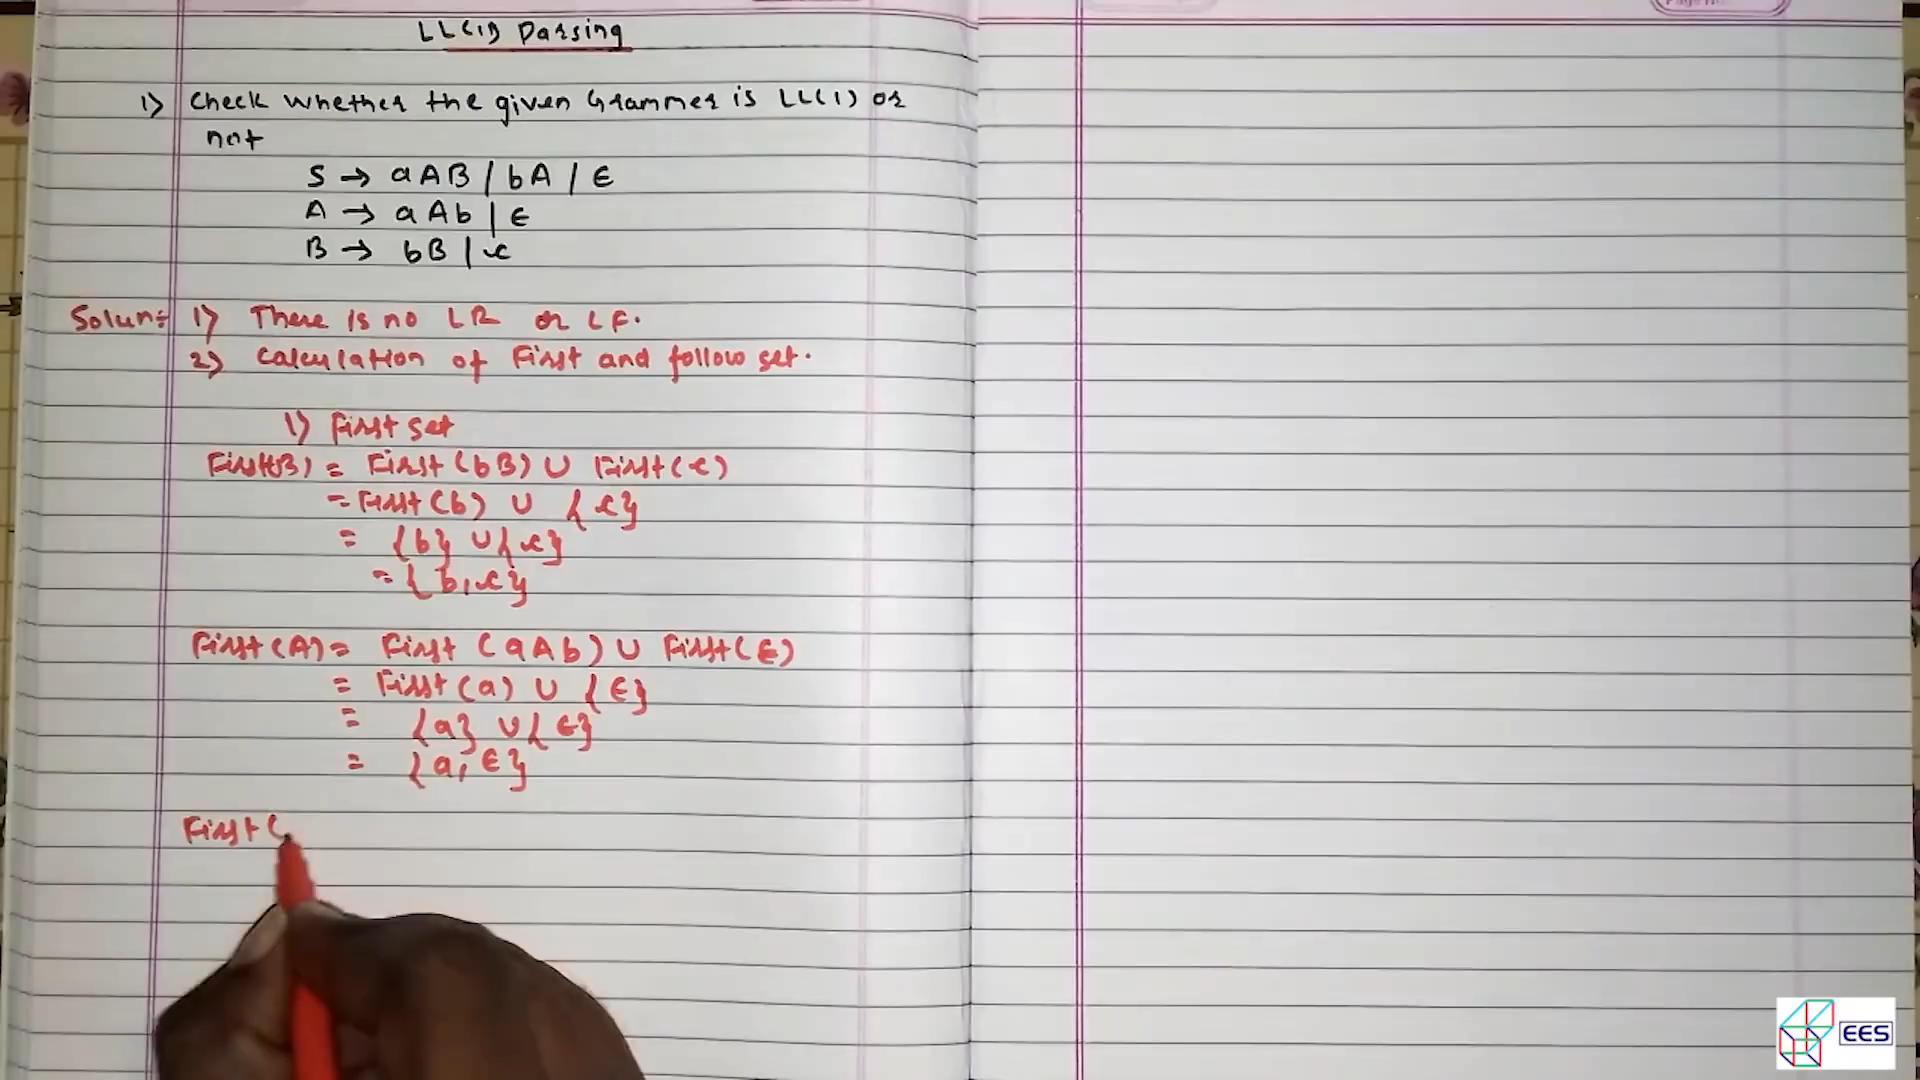 LL(1) Parsing
1) Check whether the given Grammer is LL(1) or
not
S → aAB / bA / ϵ
A → aAb | ϵ
B → bB | c
Solun: 1) There is no LR or LF.
2) Calculation of First and follow set.
1) First set
First(B) = First (bB) ∪ First(c)
= First (b) ∪ {c}
= {b} ∪ {c}
= {b,c}
First (A) = First (aAb) ∪ First(ϵ)
= First (a) ∪ {ϵ}
= {a} ∪ {ϵ}
= {a, ϵ}
First (
EES